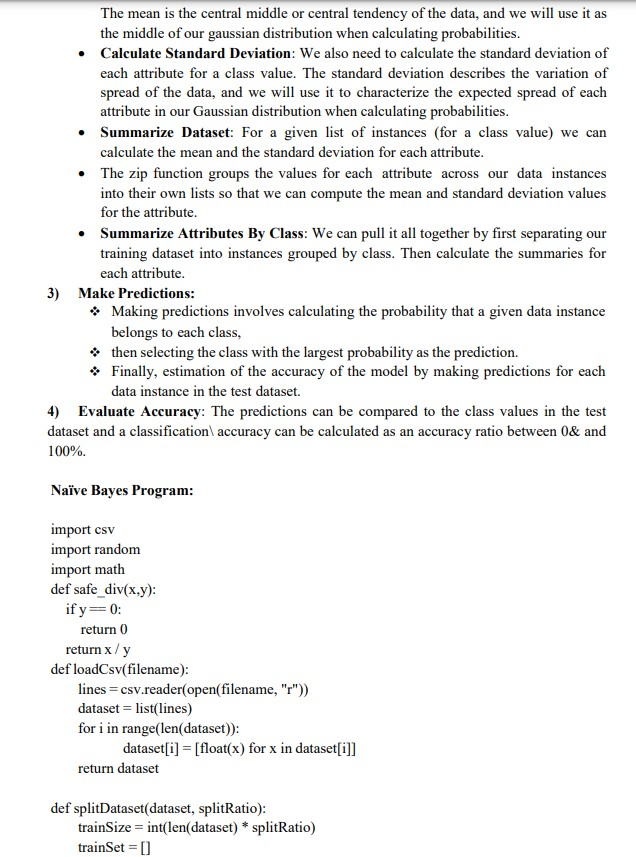 The mean is the central middle or central tendency of the data, and we will use it as
the middle of our gaussian distribution when calculating probabilities.
• Calculate Standard Deviation: We also need to calculate the standard deviation of
each attribute for a class value. The standard deviation describes the variation of
spread of the data, and we will use it to characterize the expected spread of each
attribute in our Gaussian distribution when calculating probabilities.
• Summarize Dataset: For a given list of instances (for a class value) we can
calculate the mean and the standard deviation for each attribute.
• The zip function groups the values for each attribute across our data instances
into their own lists so that we can compute the mean and standard deviation values
for the attribute.
• Summarize Attributes By Class: We can pull it all together by first separating our
training dataset into instances grouped by class. Then calculate the summaries for
each attribute.
3) Make Predictions:
❖ Making predictions involves calculating the probability that a given data instance
belongs to each class,
❖ then selecting the class with the largest probability as the prediction.
❖ Finally, estimation of the accuracy of the model by making predictions for each
data instance in the test dataset.
4) Evaluate Accuracy: The predictions can be compared to the class values in the test
dataset and a classification\ accuracy can be calculated as an accuracy ratio between 0& and
100%.
Naïve Bayes Program:
import csv
import random
import math
def safe_div(x,y):
if y == 0:
return 0
return x / y
def loadCsv(filename):
lines = csv.reader(open(filename, "r"))
dataset = list(lines)
for i in range(len(dataset)):
dataset[i] = [float(x) for x in dataset[i]]
return dataset
def splitDataset(dataset, splitRatio):
trainSize = int(len(dataset) * splitRatio)
trainSet = []